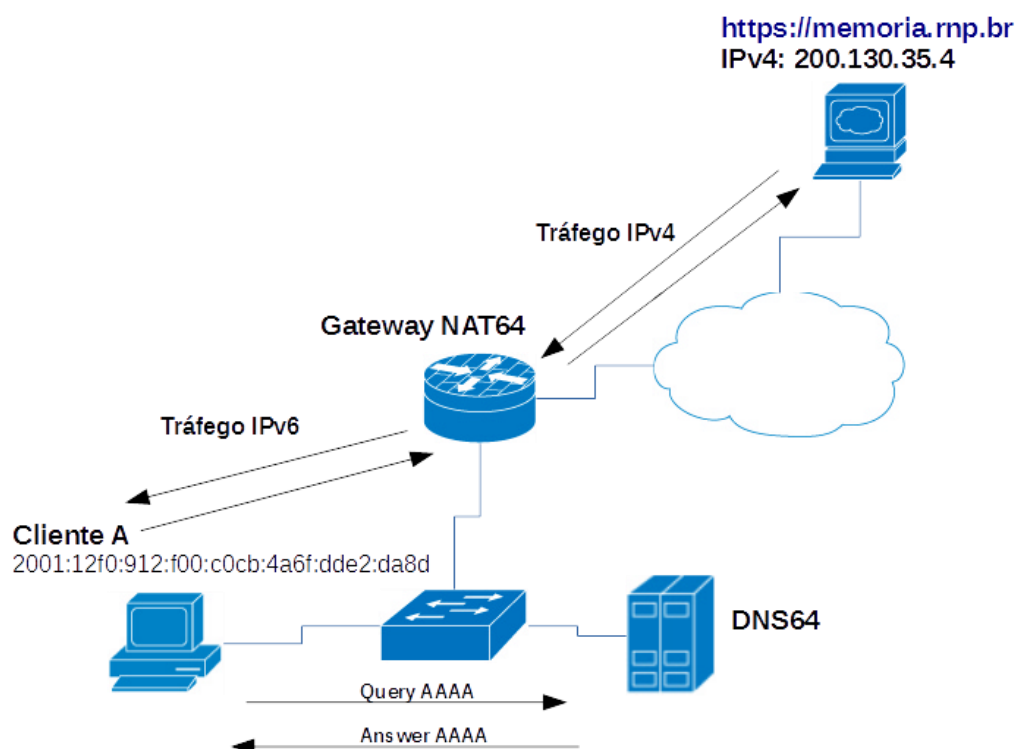 https://memoria.rnp.br
IPv4: 200.130.35.4
Tráfego IPv4
Gateway NAT64
Tráfego IPv6
Cliente A
2001:12f0:912:f00:c0cb:4a6f:dde2:da8d
DNS64
Query AAAA
Answer AAAA